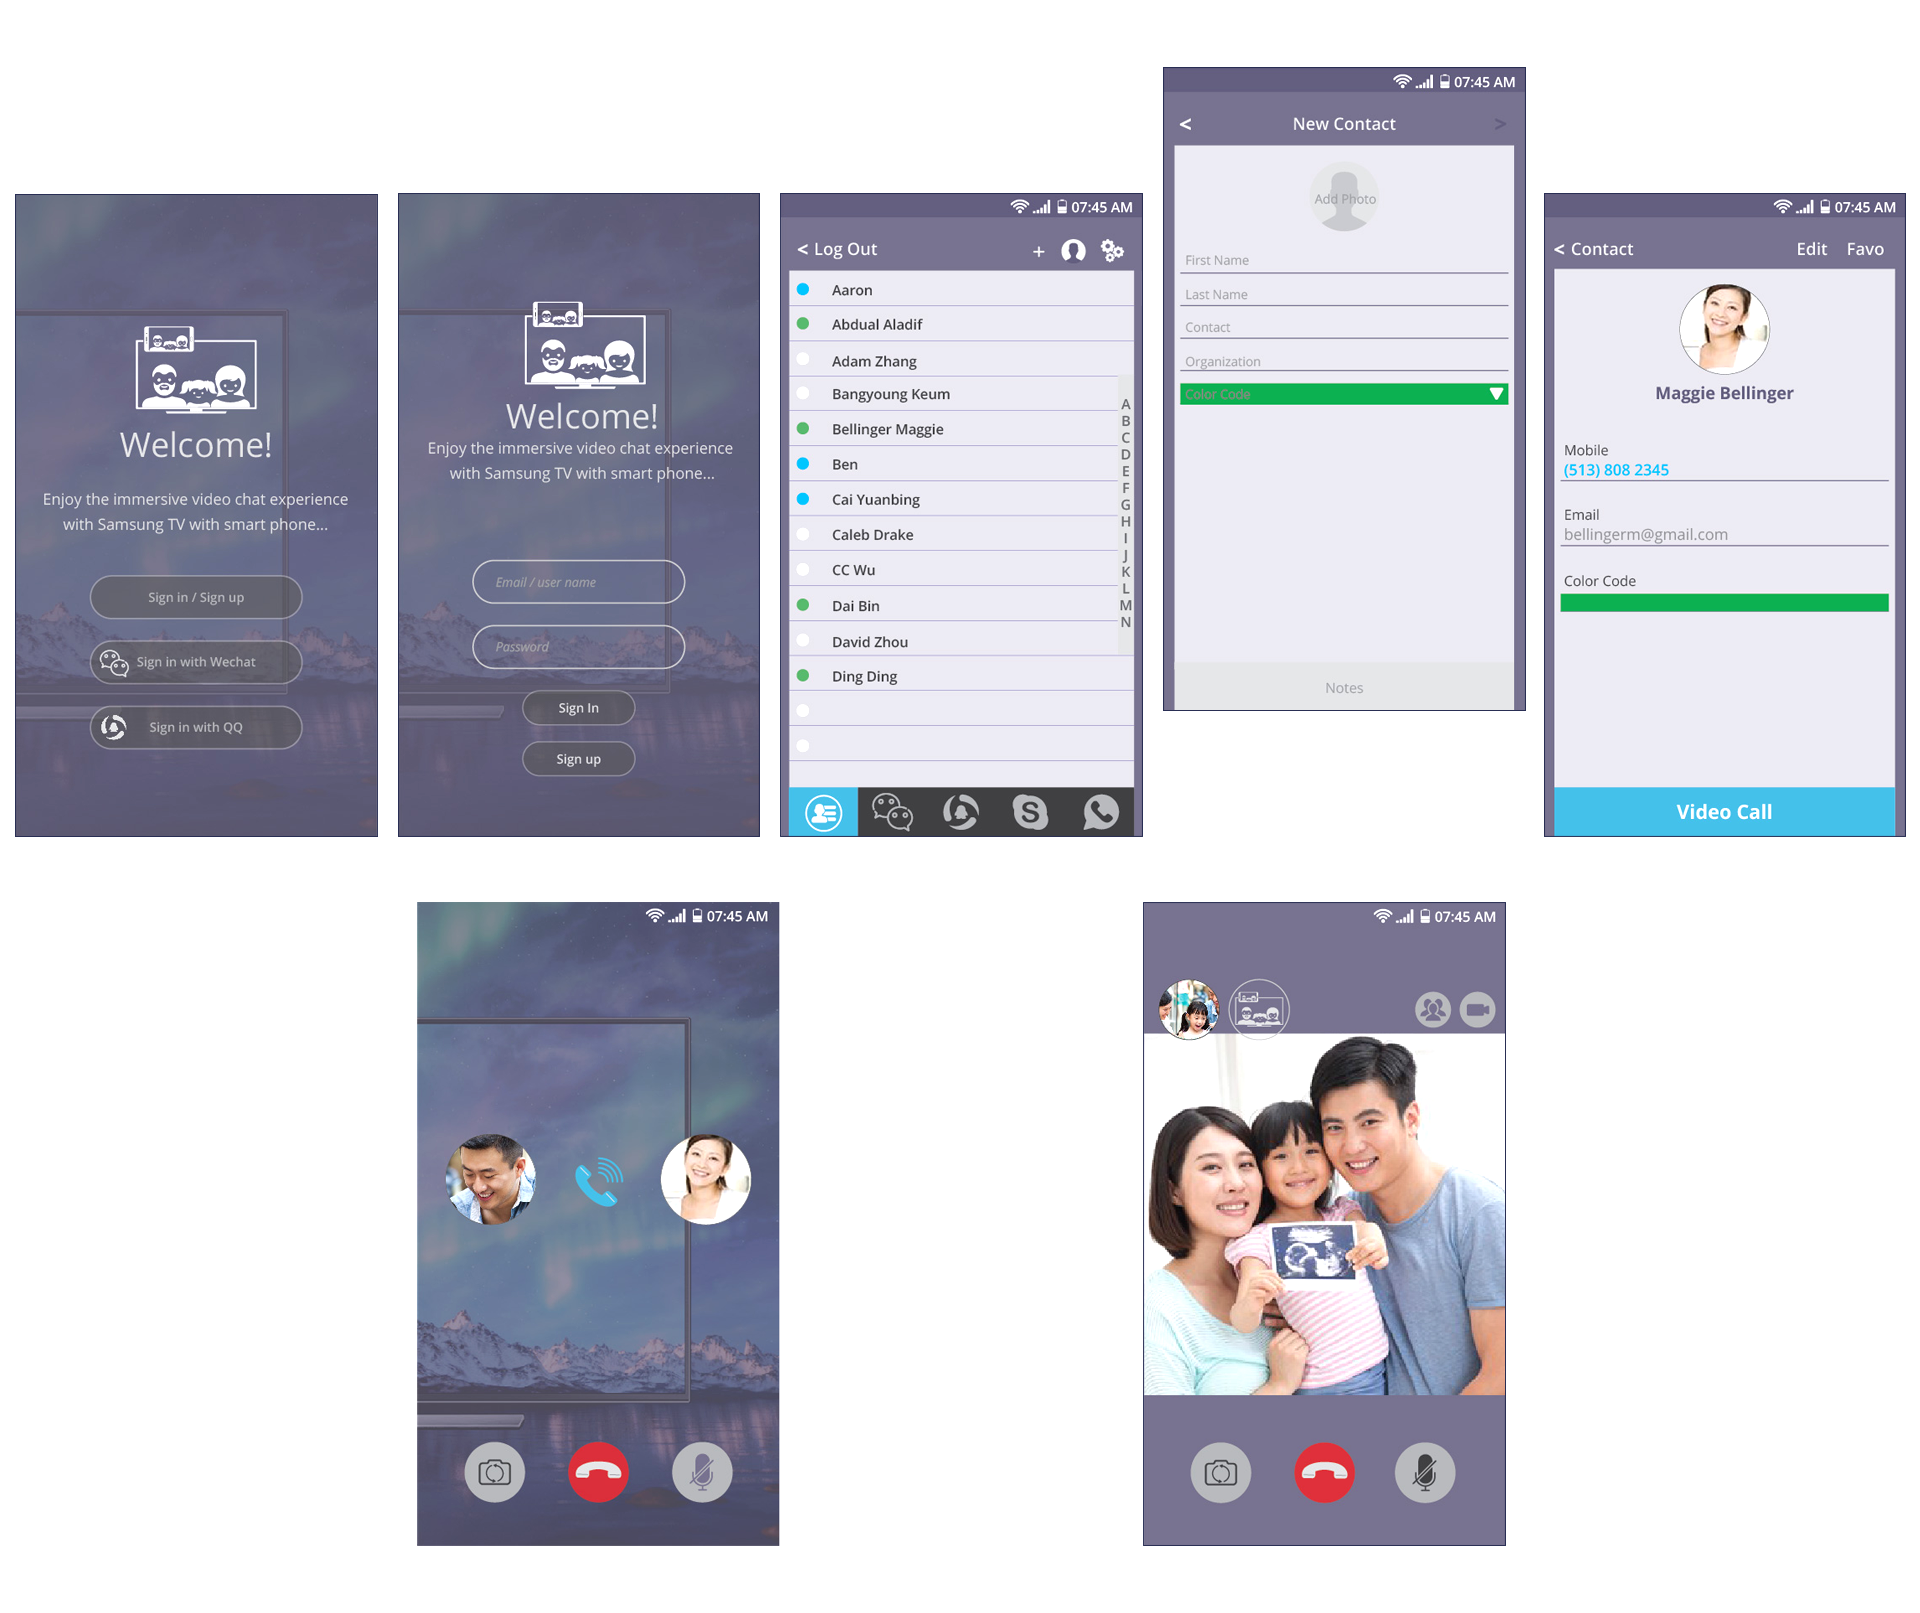 Welcome!
Enjoy the immersive video chat experience
with Samsung TV with smart phone...
Sign in / Sign up
Sign in with Wechat
Sign in with QQ
Welcome!
Enjoy the immersive video chat experience
with Samsung TV with smart phone...
Email / user name
Password
Sign In
Sign up
07:45 AM
< Log Out +
Aaron
Abdual Aladif
Adam Zhang
Bangyoung Keum
Bellinger Maggie
Ben
Cai Yuanbing
Caleb Drake
CC Wu
Dai Bin
David Zhou
Ding Ding
A
B
C
D
E
F
G
H
I
J
K
L
M
N
S
07:45 AM
< New Contact >
Add Photo
First Name
Last Name
Contact
Organization
Color Code
Notes
07:45 AM
< Contact Edit Favo
Maggie Bellinger
Mobile
(513) 808 2345
Email
bellingerm@gmail.com
Color Code
Video Call
07:45 AM
07:45 AM